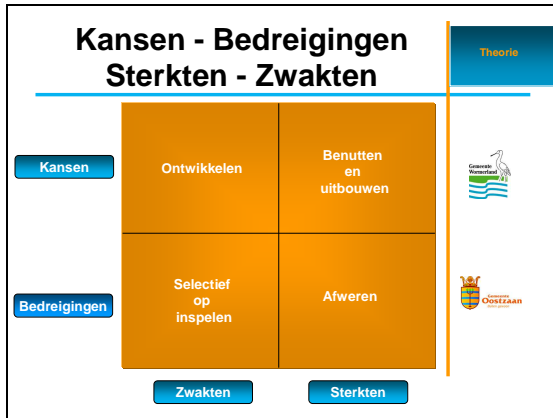 Kansen - Bedreigingen
Sterkten - Zwakten
Theorie
Kansen
Ontwikkelen
Benutten
en
uitbouwen
Gemeente
Wormerland
Bedreigingen
Selectief
op
inspelen
Afweren
Gemeente
Oostzaan
Zwakten
Sterkten